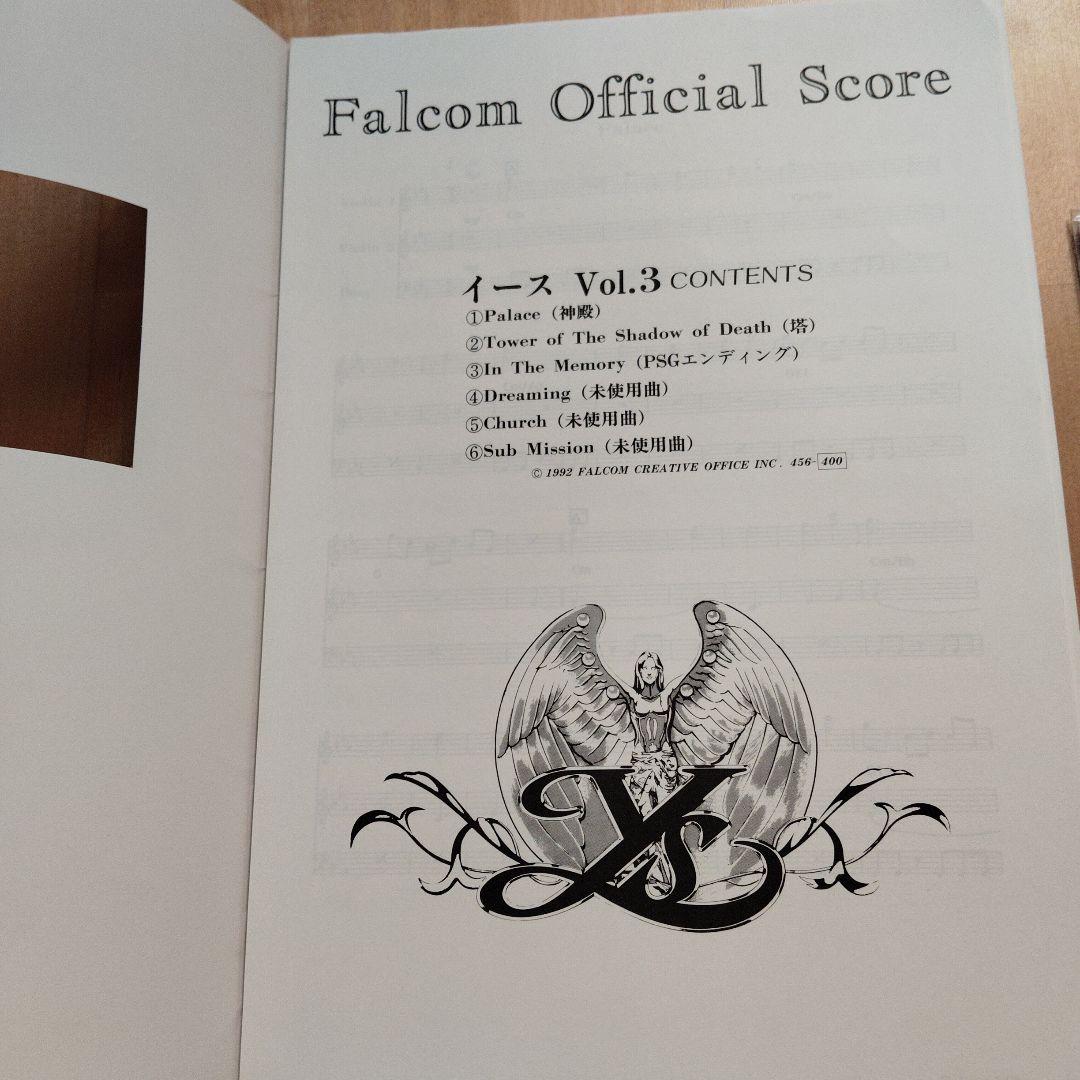 Falcom Official Score
イース Vol.3 CONTENTS
①Palace（神殿）
②Tower of The Shadow of Death（塔）
③In The Memory（PSGエンディング）
④Dreaming（未使用曲）
⑤Church（未使用曲）
⑥Sub Mission（未使用曲）
© 1992 FALCOM CREATIVE OFFICE INC. 456-400
Ys